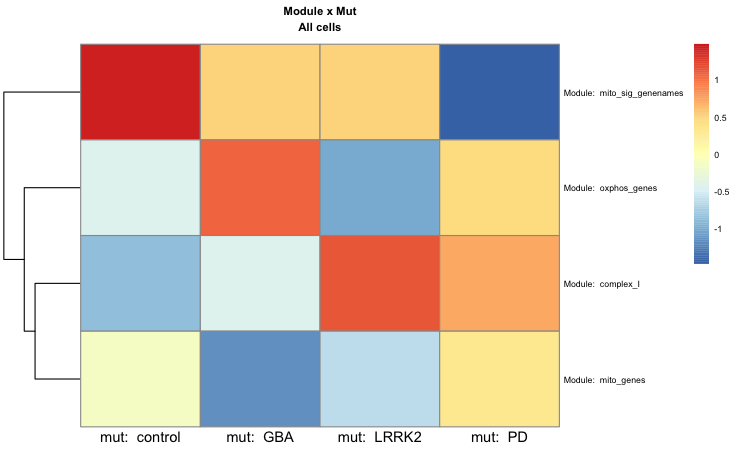 Module x Mut
All cells
Module: mito_sig_genenames
Module: oxphos_genes
Module: complex_I
Module: mito_genes
mut: control
mut: GBA
mut: LRRK2
mut: PD
1
0.5
0
-0.5
-1